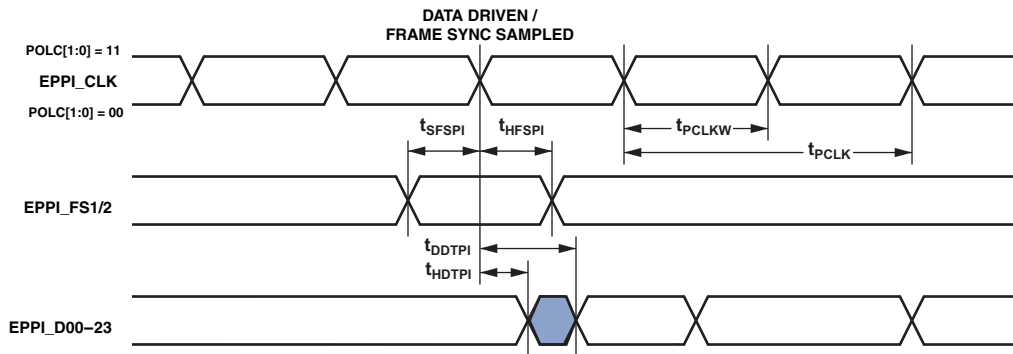 DATA DRIVEN /
FRAME SYNC SAMPLED
POLC[1:0] = 11
EPPI_CLK
POLC[1:0] = 00
tSFSPI
tHFSPI
tPCLKW
tPCLK
EPPI_FS1/2
tDDTPI
tHDTPI
EPPI_D00–23